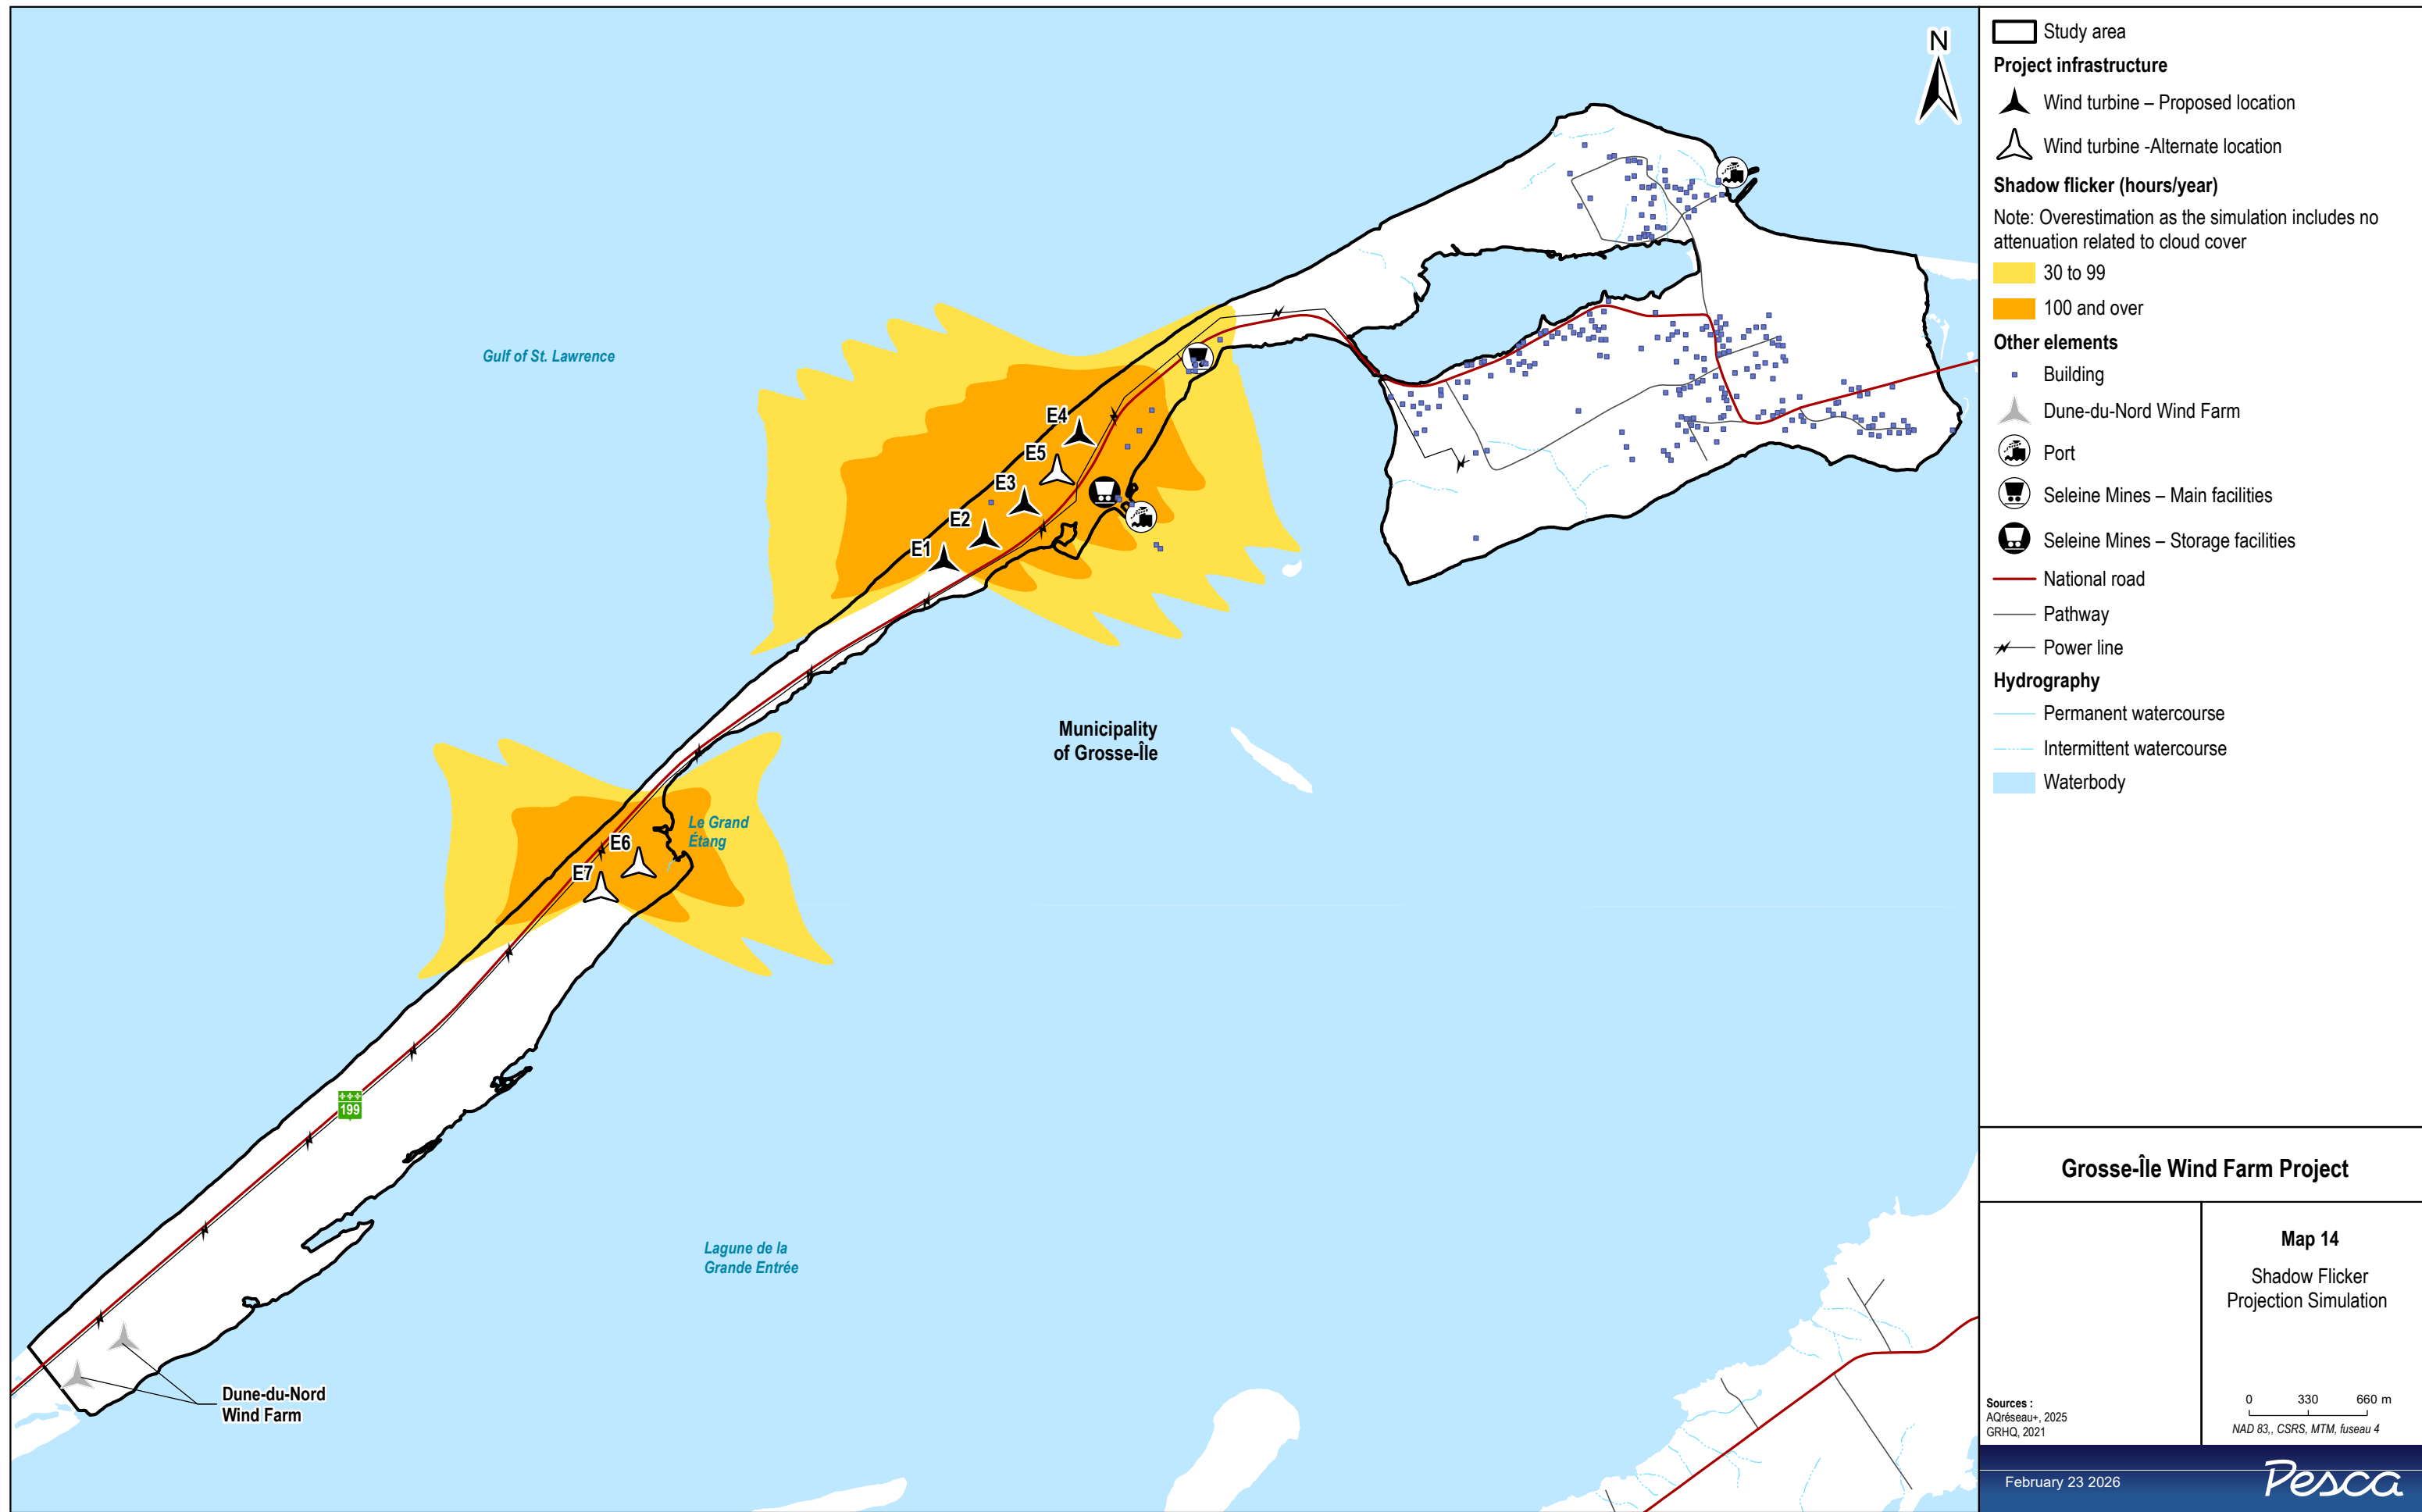 N
Gulf of St. Lawrence
E4
E5
E3
E2
E1
Municipality
of Grosse-Île
Le Grand
Étang
E6
E7
199
Lagune de la
Grande Entrée
Dune-du-Nord
Wind Farm
Study area
Project infrastructure
Wind turbine – Proposed location
Wind turbine -Alternate location
Shadow flicker (hours/year)
Note: Overestimation as the simulation includes no
attenuation related to cloud cover
30 to 99
100 and over
Other elements
Building
Dune-du-Nord Wind Farm
Port
Seleine Mines – Main facilities
Seleine Mines – Storage facilities
National road
Pathway
Power line
Hydrography
Permanent watercourse
Intermittent watercourse
Waterbody
Grosse-Île Wind Farm Project
Map 14
Shadow Flicker
Projection Simulation
Sources :
AQréseau+, 2025
GRHQ, 2021
0 330 660 m
NAD 83,, CSRS, MTM, fuseau 4
February 23 2026
Pesca